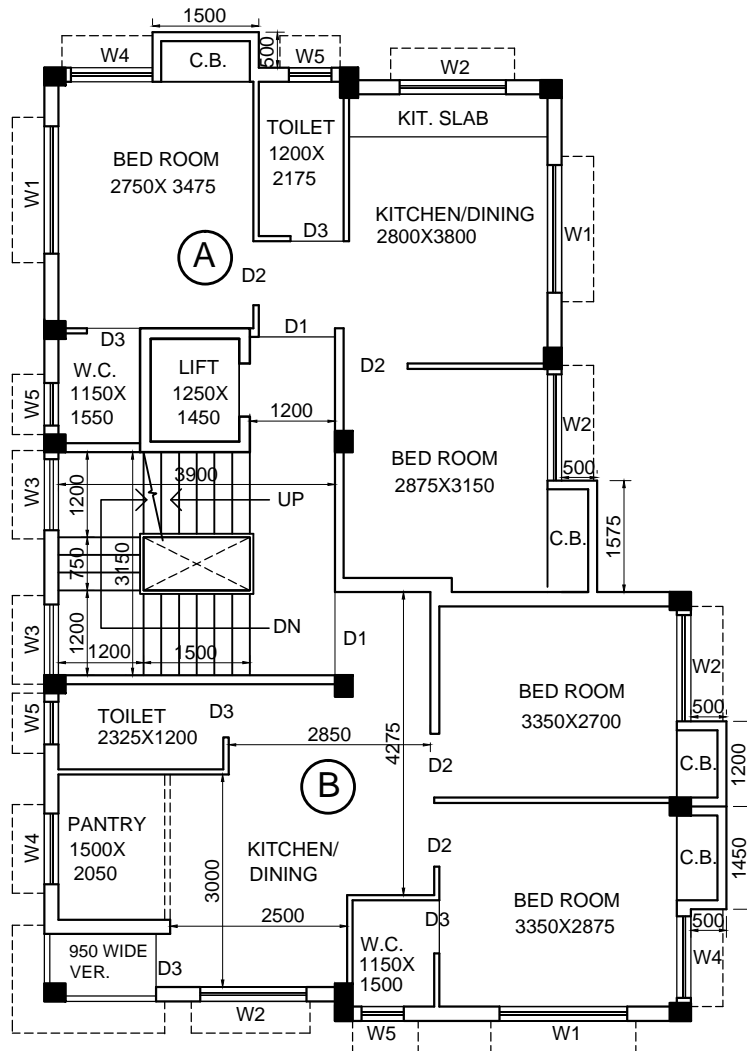 1500
W4
C.B.
500
W5
W2
KIT. SLAB
TOILET
1200X
2175
BED ROOM
2750X 3475
W1
KITCHEN/DINING
2800X3800
W1
D3
A
D2
D1
D3
W.C.
1150X
1550
LIFT
1250X
1450
D2
W5
1200
W2
BED ROOM
2875X3150
500
3900
W3
1200
UP
C.B.
1575
750
3150
W3
1200
DN
1200
1500
D1
W2
BED ROOM
3350X2700
W5
TOILET
2325X1200
D3
2850
4275
500
D2
C.B.
1200
B
W4
PANTRY
1500X
2050
KITCHEN/
DINING
3000
D2
C.B.
1450
BED ROOM
3350X2875
2500
D3
500
950 WIDE
VER.
D3
W.C.
1150X
1500
W4
W2
W5
W1